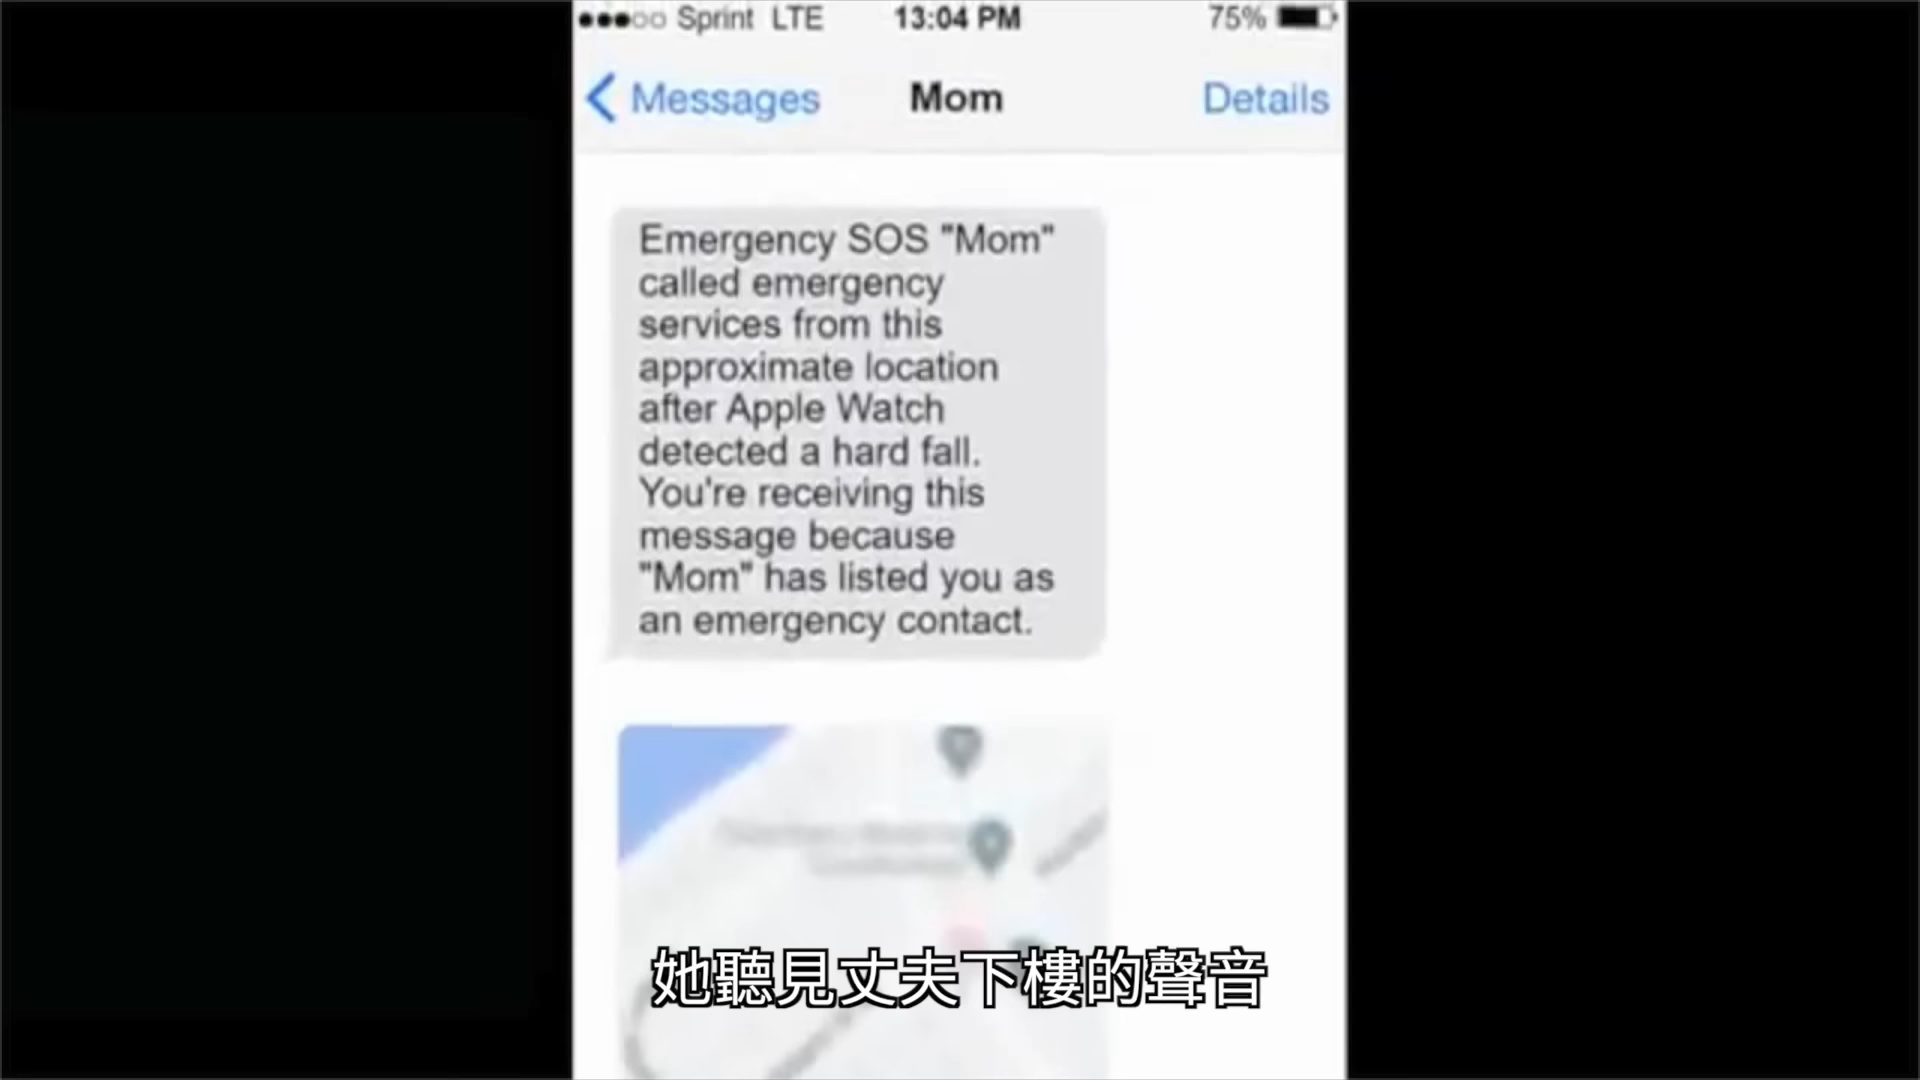 Sprint LTE 13:04 PM 75%
Messages Mom Details
Emergency SOS "Mom"
called emergency
services from this
approximate location
after Apple Watch
detected a hard fall.
You're receiving this
message because
"Mom" has listed you as
an emergency contact.
她聽見丈夫下樓的聲音